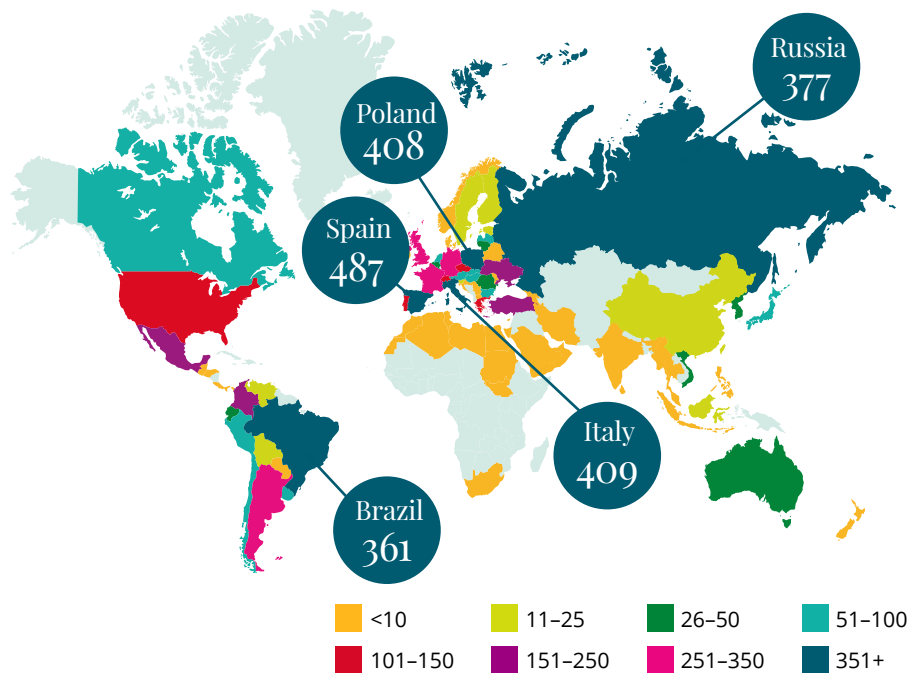 Russia
377
Poland
408
Spain
487
Italy
409
Brazil
361
<10
11–25
26–50
51–100
101–150
151–250
251–350
351+